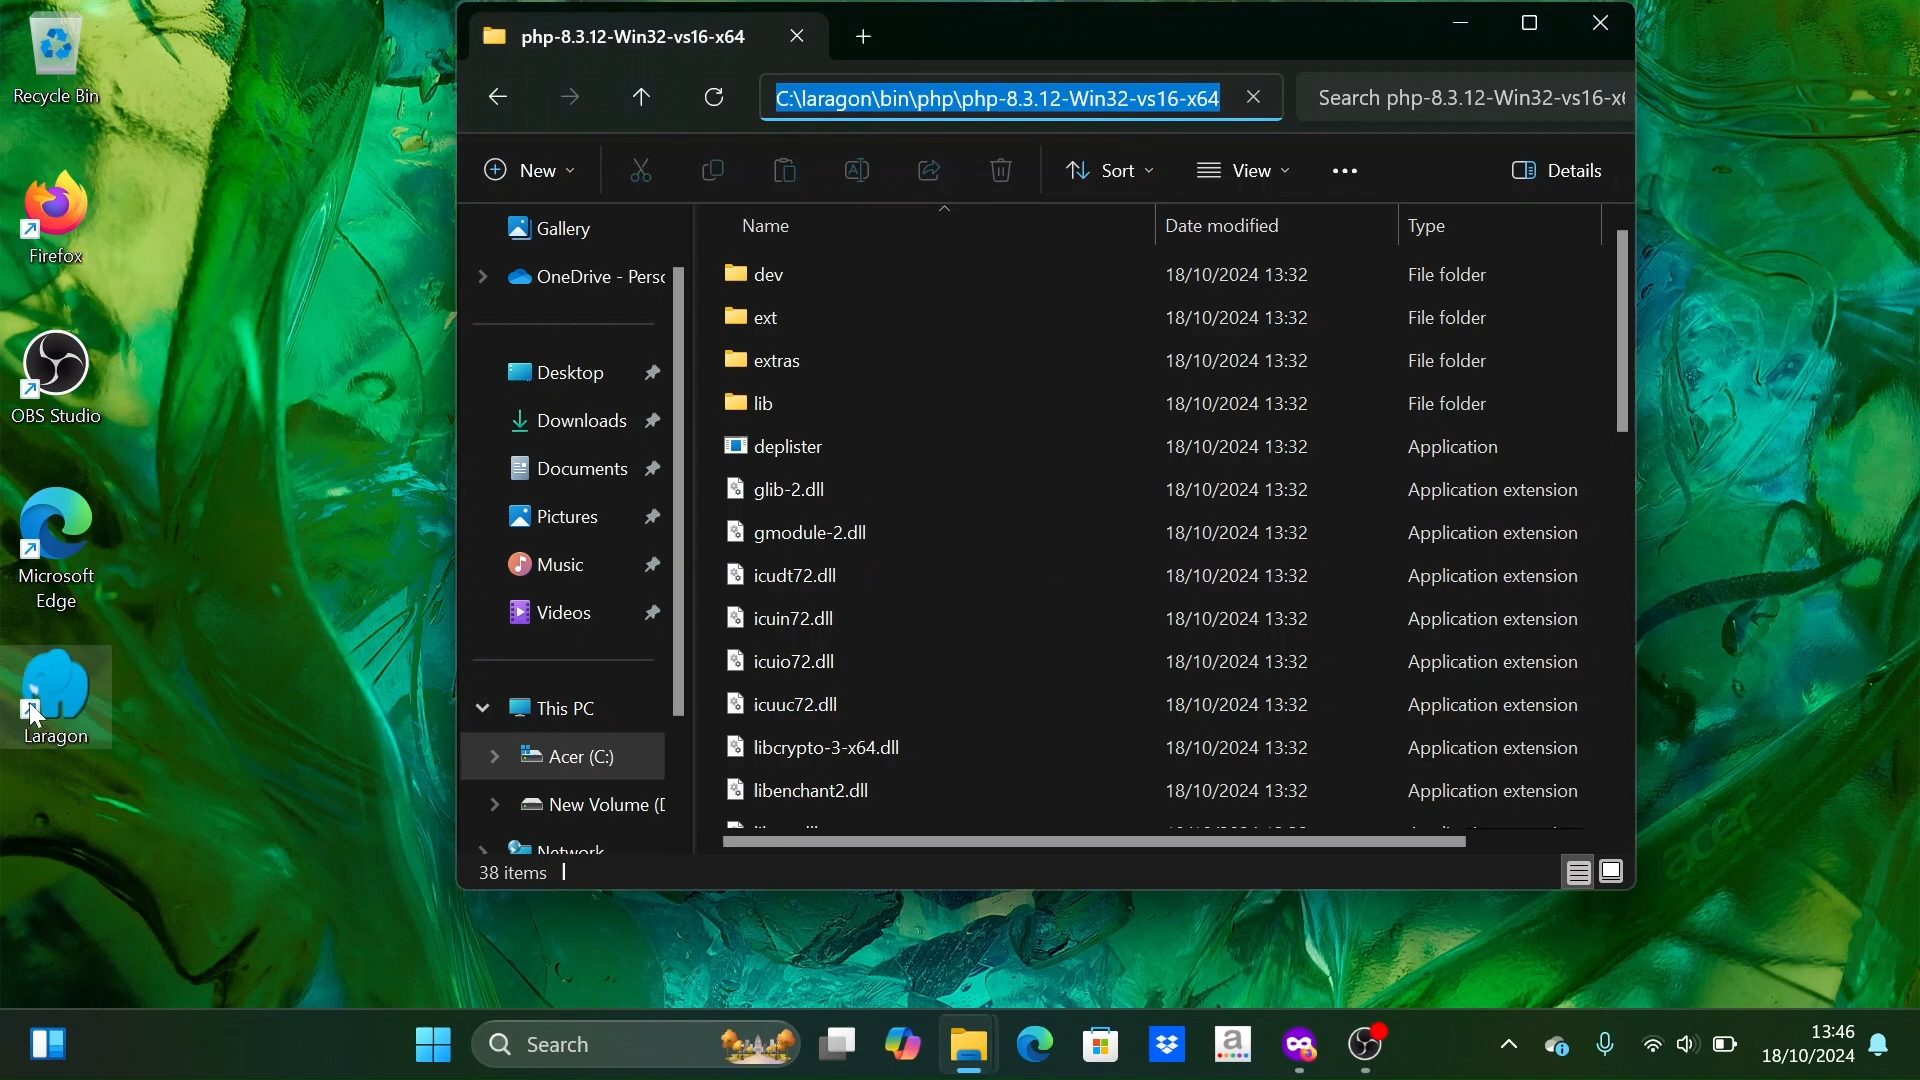 Recycle Bin
Firefox
OBS Studio
Microsoft
Edge
Laragon
php-8.3.12-Win32-vs16-x64
C:\laragon\bin\php\php-8.3.12-Win32-vs16-x64
Search php-8.3.12-Win32-vs16-x6
New
Sort
View
Details
Gallery
OneDrive - Perso
Desktop
Downloads
Documents
Pictures
Music
Videos
This PC
Acer (C:)
New Volume (D
Network
Name Date modified Type
dev 18/10/2024 13:32 File folder
ext 18/10/2024 13:32 File folder
extras 18/10/2024 13:32 File folder
lib 18/10/2024 13:32 File folder
deplister 18/10/2024 13:32 Application
glib-2.dll 18/10/2024 13:32 Application extension
gmodule-2.dll 18/10/2024 13:32 Application extension
icudt72.dll 18/10/2024 13:32 Application extension
icuin72.dll 18/10/2024 13:32 Application extension
icuio72.dll 18/10/2024 13:32 Application extension
icuuc72.dll 18/10/2024 13:32 Application extension
libcrypto-3-x64.dll 18/10/2024 13:32 Application extension
libenchant2.dll 18/10/2024 13:32 Application extension
38 items
acer
Search
a
13:46
18/10/2024